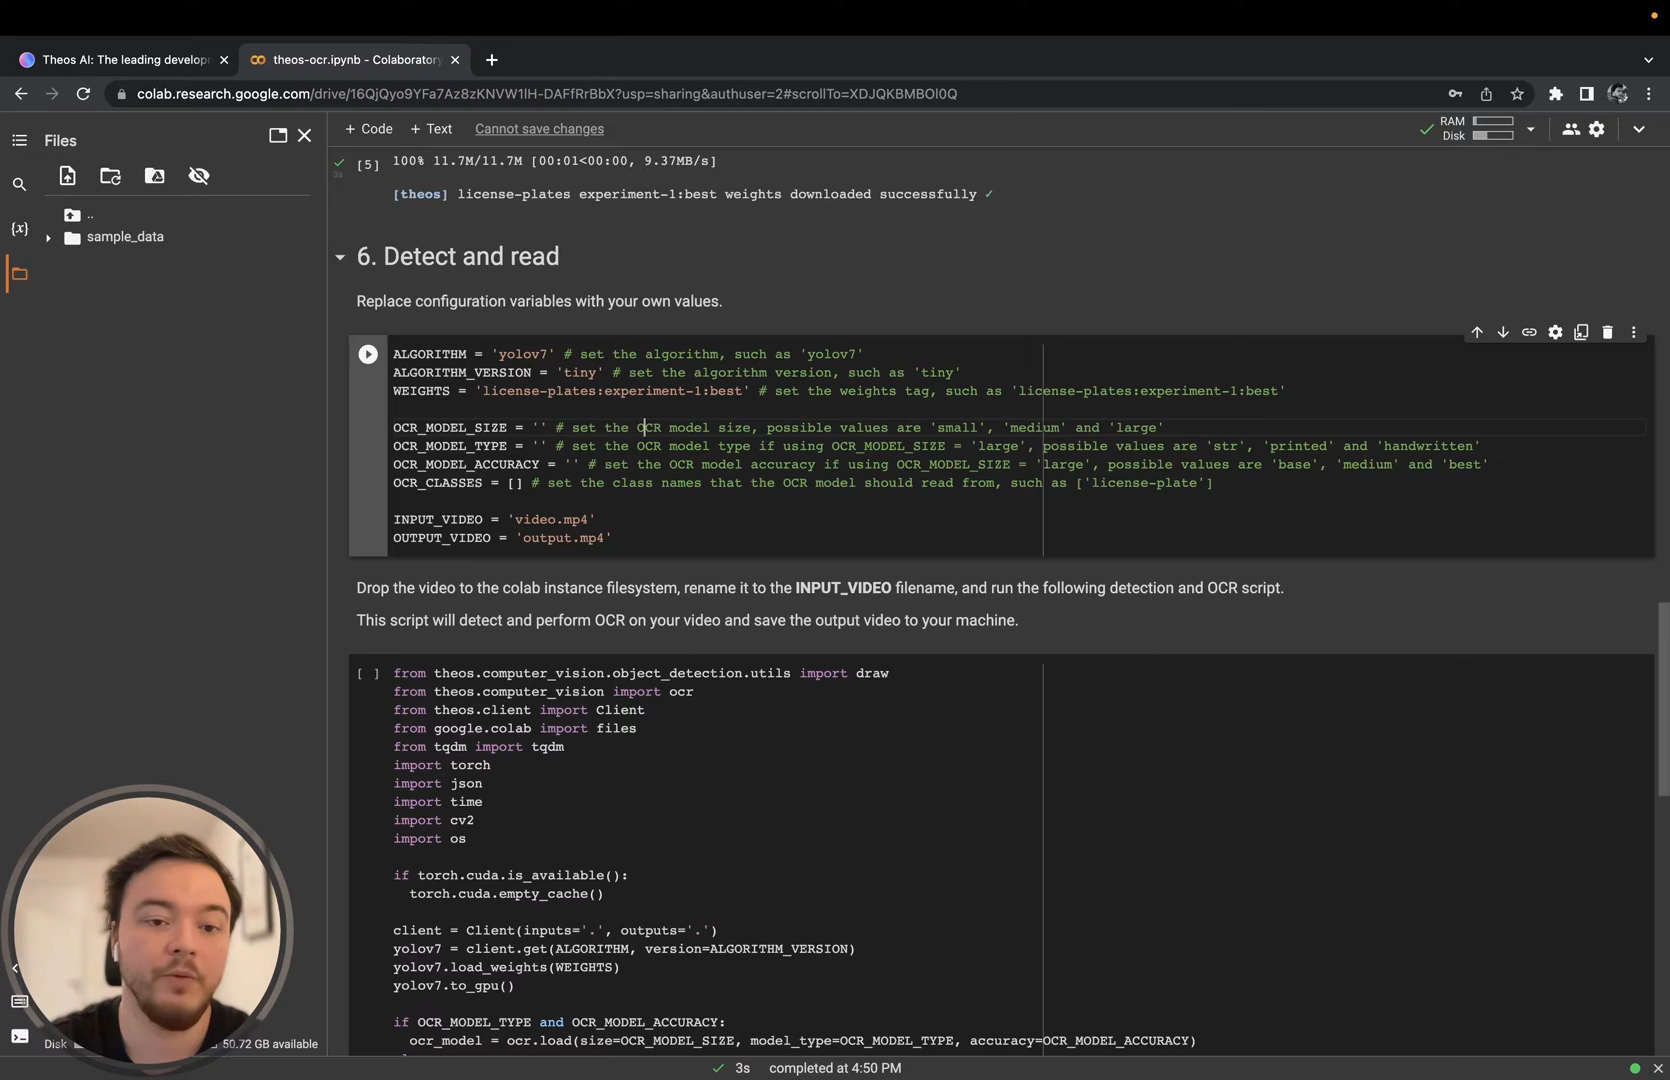 Theos AI: The leading develop
theos-ocr.ipynb - Colaboratory
colab.research.google.com/drive/16QjQyo9YFa7Az8zKNVW1lH-DAFfRrBbX?usp=sharing&authuser=2#scrollTo=XDJQKBMBOl0Q
Files
+ Code + Text Cannot save changes
RAM
Disk
..
sample_data
{x}
[5]
3s
100% 11.7M/11.7M [00:01<00:00, 9.37MB/s]
[theos] license-plates experiment-1:best weights downloaded successfully ✓
6. Detect and read
Replace configuration variables with your own values.
ALGORITHM = 'yolov7' # set the algorithm, such as 'yolov7'
ALGORITHM_VERSION = 'tiny' # set the algorithm version, such as 'tiny'
WEIGHTS = 'license-plates:experiment-1:best' # set the weights tag, such as 'license-plates:experiment-1:best'
OCR_MODEL_SIZE = '' # set the OCR model size, possible values are 'small', 'medium' and 'large'
OCR_MODEL_TYPE = '' # set the OCR model type if using OCR_MODEL_SIZE = 'large', possible values are 'str', 'printed' and 'handwritten'
OCR_MODEL_ACCURACY = '' # set the OCR model accuracy if using OCR_MODEL_SIZE = 'large', possible values are 'base', 'medium' and 'best'
OCR_CLASSES = [] # set the class names that the OCR model should read from, such as ['license-plate']
INPUT_VIDEO = 'video.mp4'
OUTPUT_VIDEO = 'output.mp4'
Drop the video to the colab instance filesystem, rename it to the INPUT_VIDEO filename, and run the following detection and OCR script.
This script will detect and perform OCR on your video and save the output video to your machine.
[ ]
from theos.computer_vision.object_detection.utils import draw
from theos.computer_vision import ocr
from theos.client import Client
from google.colab import files
from tqdm import tqdm
import torch
import json
import time
import cv2
import os
if torch.cuda.is_available():
torch.cuda.empty_cache()
client = Client(inputs='.', outputs='.')
yolov7 = client.get(ALGORITHM, version=ALGORITHM_VERSION)
yolov7.load_weights(WEIGHTS)
yolov7.to_gpu()
if OCR_MODEL_TYPE and OCR_MODEL_ACCURACY:
ocr_model = ocr.load(size=OCR_MODEL_SIZE, model_type=OCR_MODEL_TYPE, accuracy=OCR_MODEL_ACCURACY)
Disk 50.72 GB available
3s completed at 4:50 PM